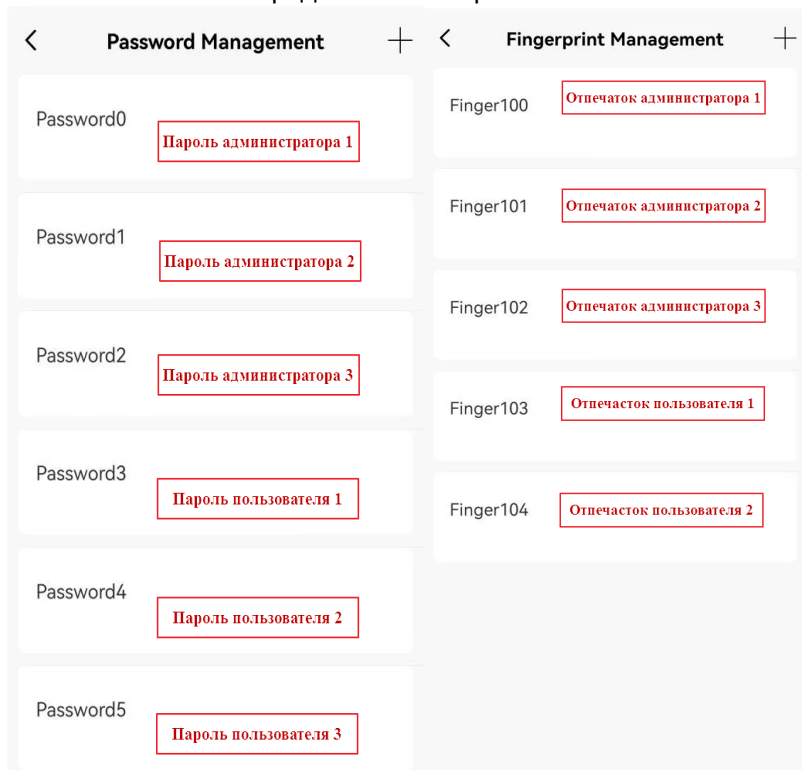 Password Management
Password0
Пароль администратора 1
Password1
Пароль администратора 2
Password2
Пароль администратора 3
Password3
Пароль пользователя 1
Password4
Пароль пользователя 2
Password5
Пароль пользователя 3
Fingerprint Management
Finger100
Отпечаток администратора 1
Finger101
Отпечаток администратора 2
Finger102
Отпечаток администратора 3
Finger103
Отпечасток пользователя 1
Finger104
Отпечасток пользователя 2